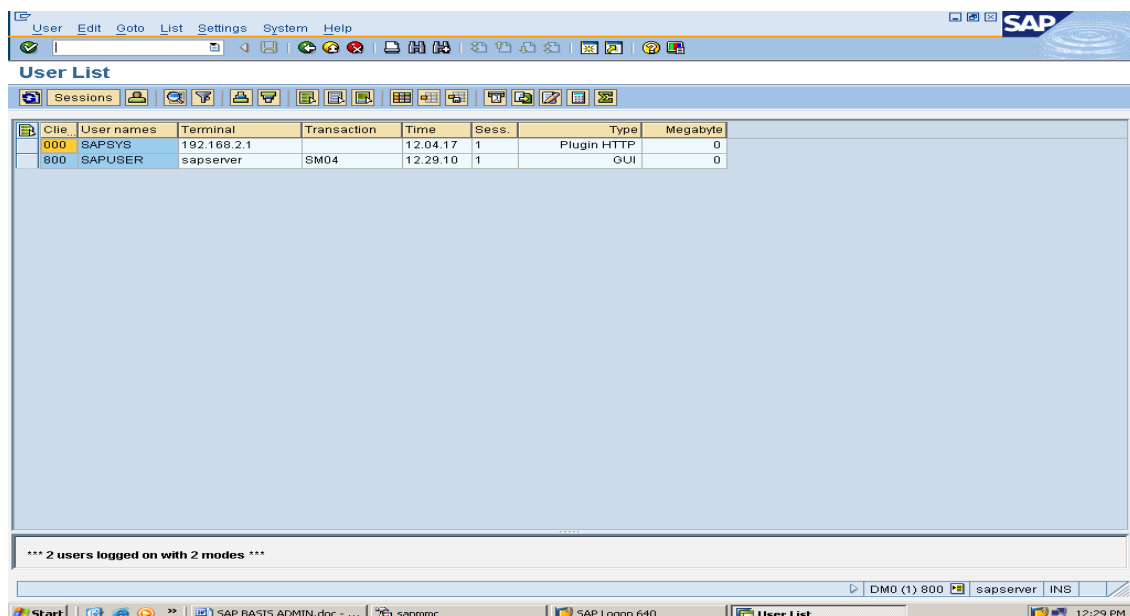 User Edit Goto List Settings System Help
SAP
User List
Sessions
Clie... User names Terminal Transaction Time Sess. Type Megabyte
000 SAPSYS 192.168.2.1 12.04.17 1 Plugin HTTP 0
800 SAPUSER sapserver SM04 12.29.10 1 GUI 0
*** 2 users logged on with 2 modes ***
DM0 (1) 800 sapserver INS
Start » SAP BASIS ADMIN.doc - ... sapmmc SAP Logon 640 User List 12:29 PM